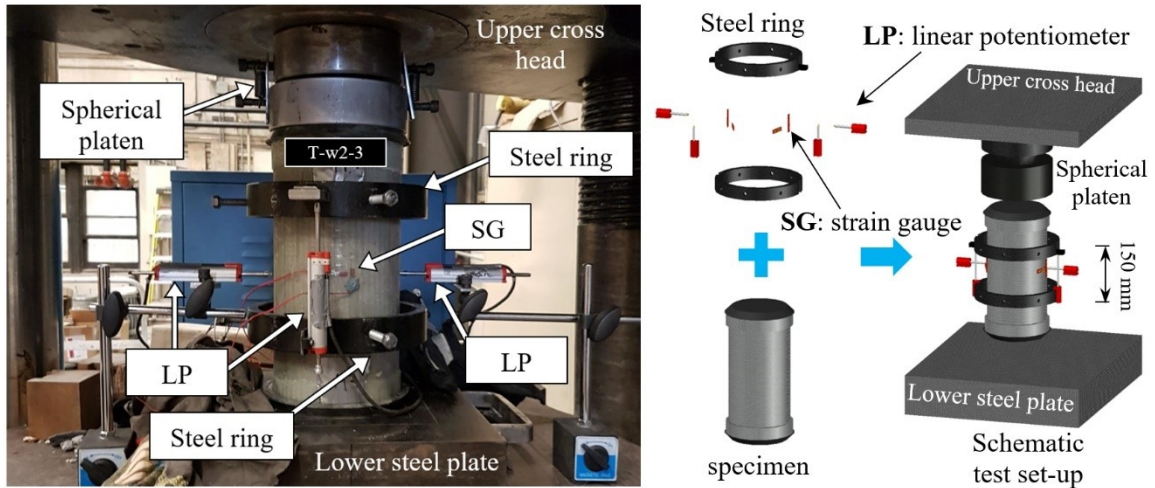 Upper cross
head
Spherical
platen
T-w2-3
Steel ring
SG
LP
LP
Steel ring
Lower steel plate
Steel ring
LP: linear potentiometer
Upper cross head
Spherical
platen
SG: strain gauge
150 mm
Lower steel plate
specimen
Schematic
test set-up